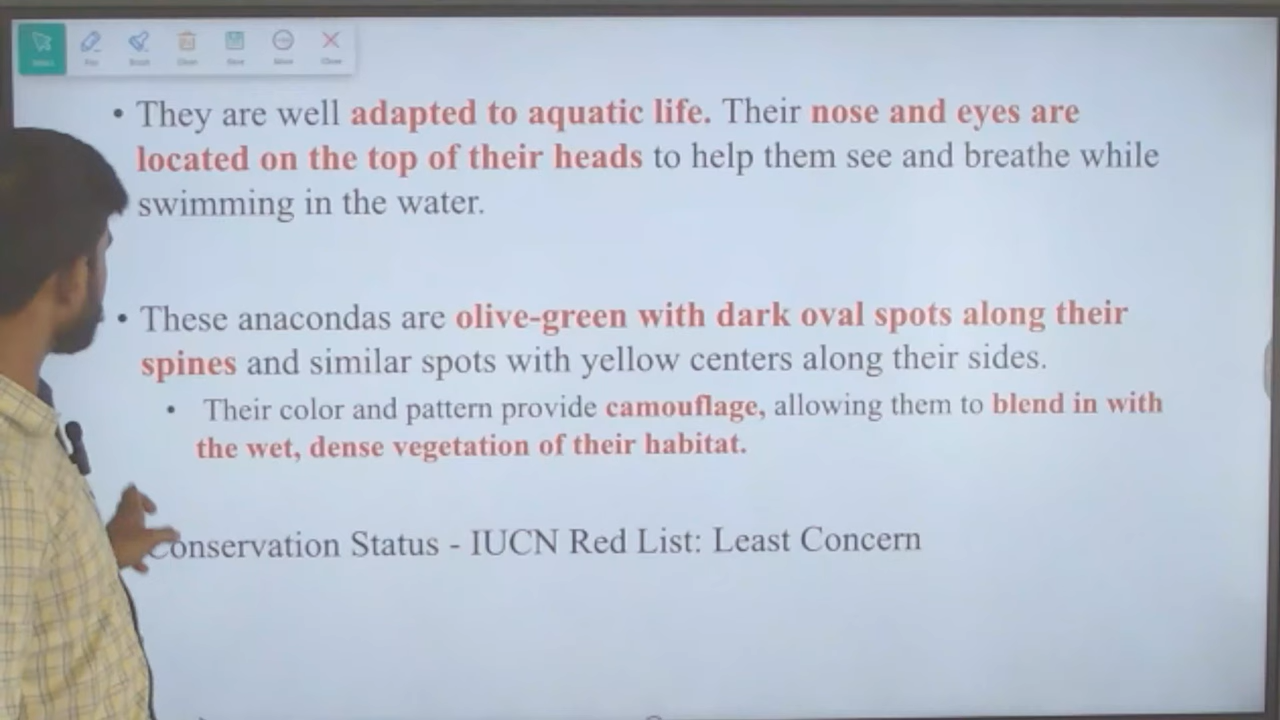 • They are well adapted to aquatic life. Their nose and eyes are
located on the top of their heads to help them see and breathe while
swimming in the water.
• These anacondas are olive-green with dark oval spots along their
spines and similar spots with yellow centers along their sides.
• Their color and pattern provide camouflage, allowing them to blend in with
the wet, dense vegetation of their habitat.
Conservation Status - IUCN Red List: Least Concern